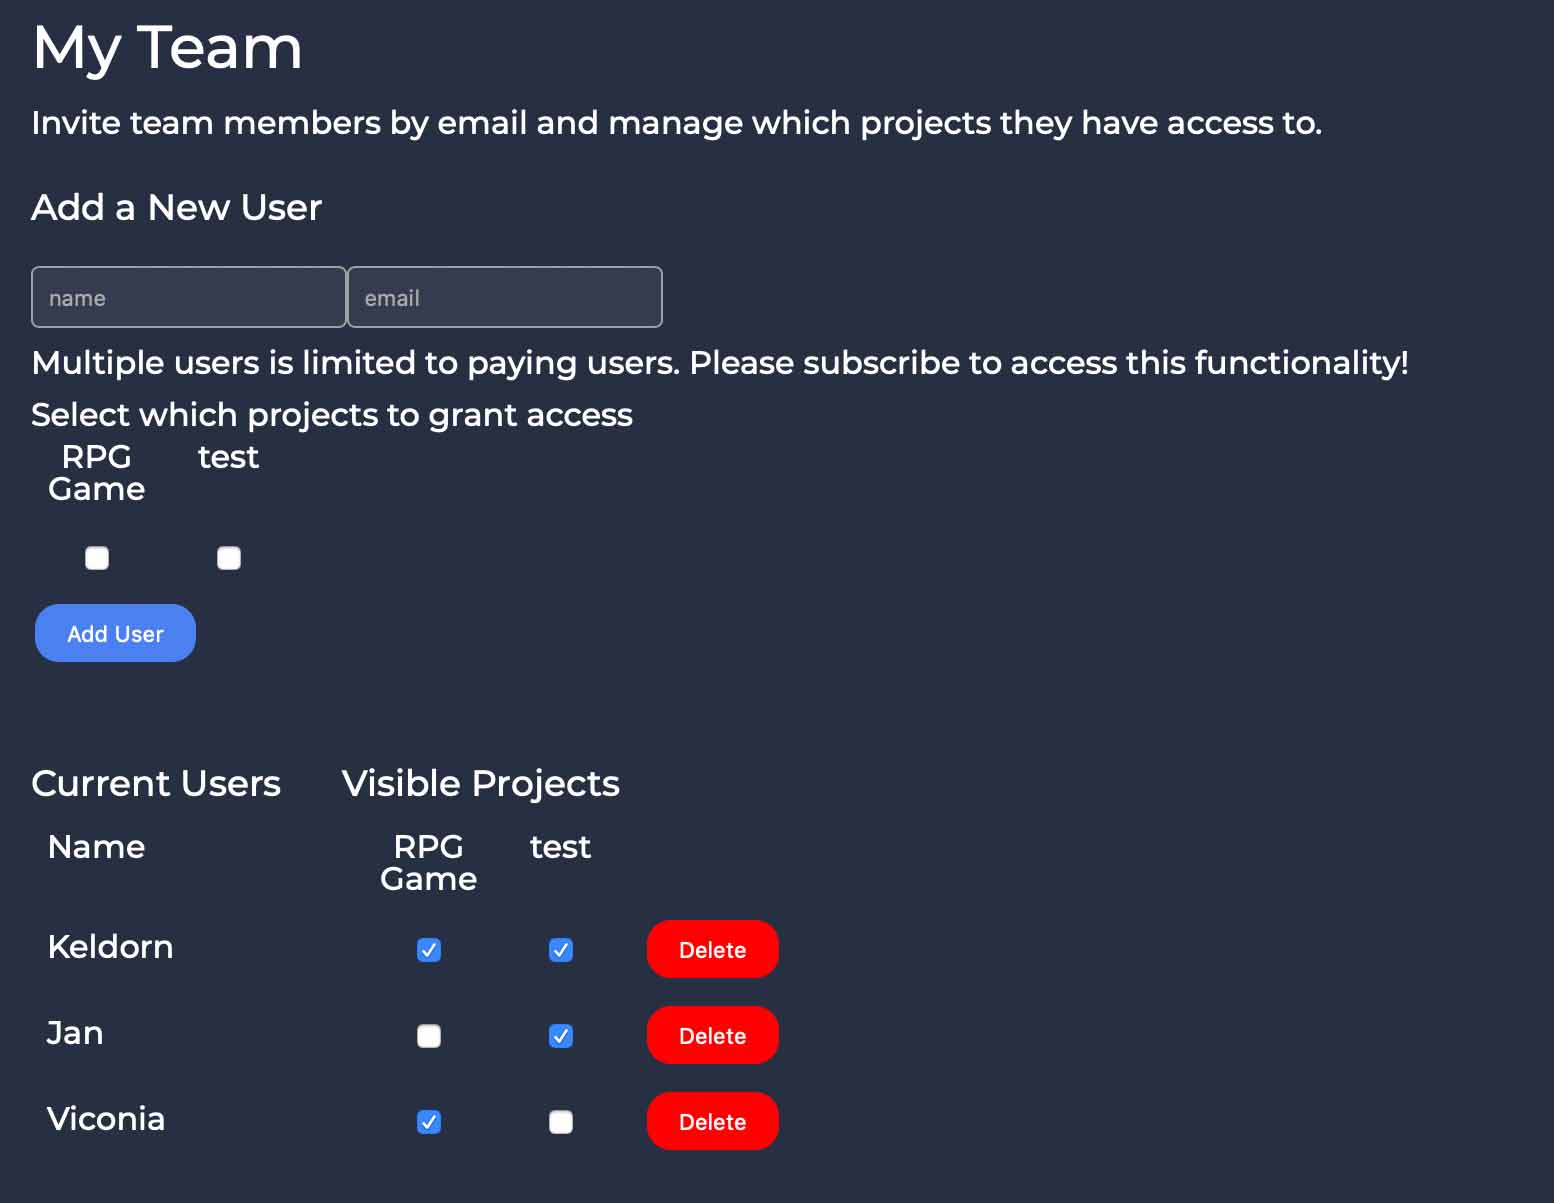 My Team
Invite team members by email and manage which projects they have access to.
Add a New User
name email
Multiple users is limited to paying users. Please subscribe to access this functionality!
Select which projects to grant access
RPG test
Game
Add User
Current Users Visible Projects
Name RPG test
Game
Keldorn Delete
Jan Delete
Viconia Delete